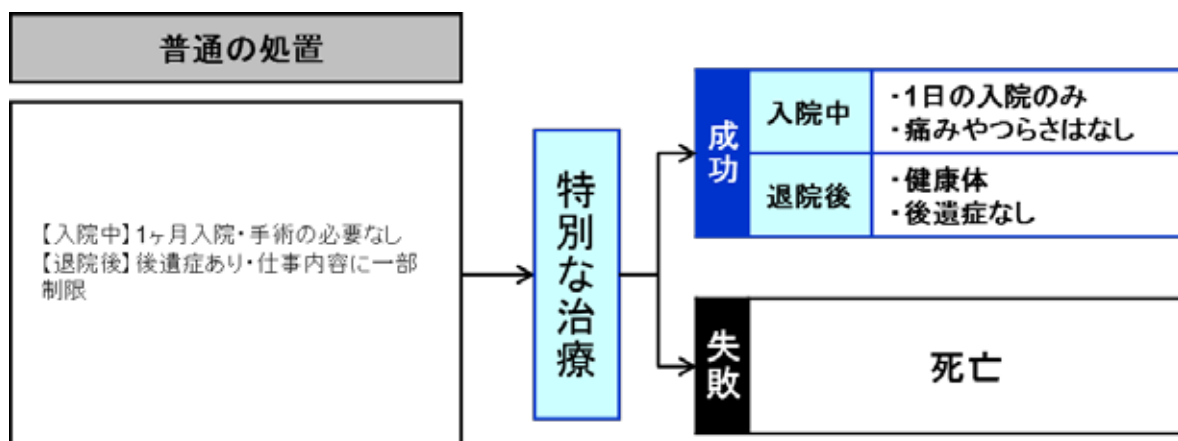 普通の処置
【入院中】1ヶ月入院・手術の必要なし
【退院後】後遺症あり・仕事内容に一部
制限
特別な治療
成功
入院中
・1日の入院のみ
・痛みやつらさはなし
退院後
・健康体
・後遺症なし
失敗
死亡